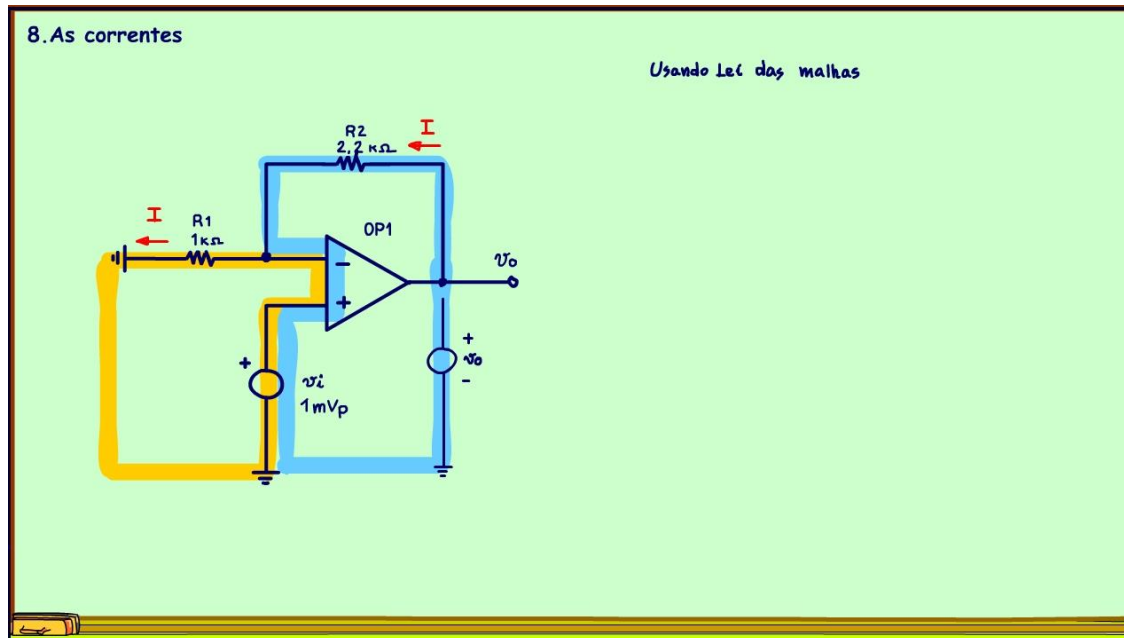 8.As correntes
Usando Lei das malhas
R2
2,2 KΩ
I
I
R1
1KΩ
OP1
-
+
vo
+
vi
1mVp
+
vo
-